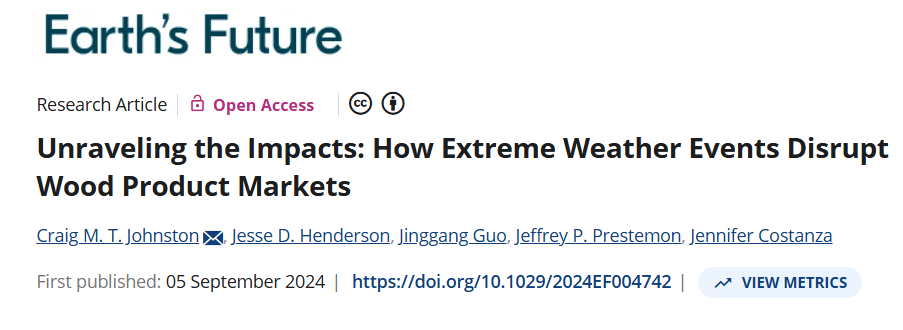 Earth's Future
Research Article Open Access cc
Unraveling the Impacts: How Extreme Weather Events Disrupt
Wood Product Markets
Craig M. T. Johnston, Jesse D. Henderson, Jinggang Guo, Jeffrey P. Prestemon, Jennifer Costanza
First published: 05 September 2024 | https://doi.org/10.1029/2024EF004742 | VIEW METRICS